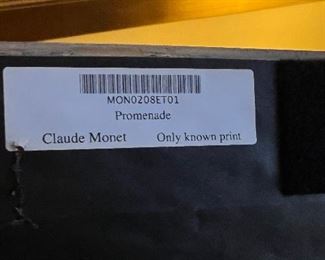 MON0208ET01
Promenade
Claude Monet Only known print